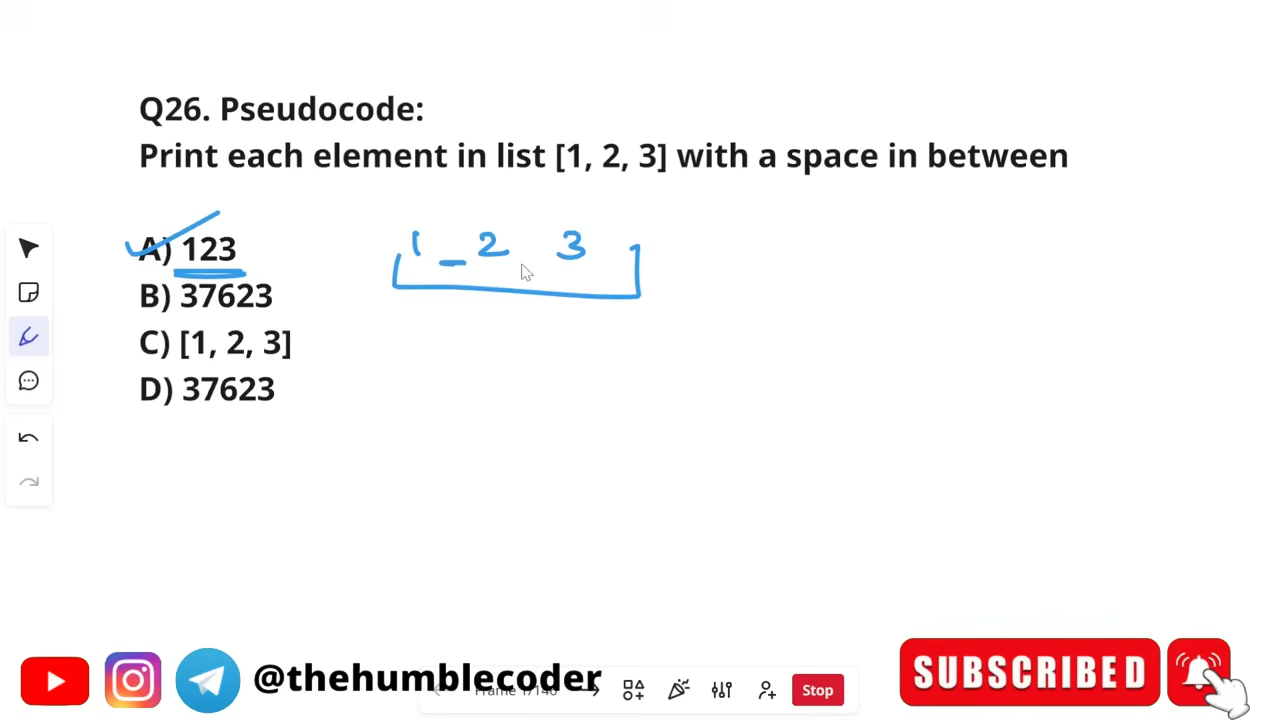 Q26. Pseudocode:
Print each element in list [1, 2, 3] with a space in between
A) 123
1 _ 2 3
B) 37623
C) [1, 2, 3]
D) 37623
@thehumblecoder
Stop
SUBSCRIBED